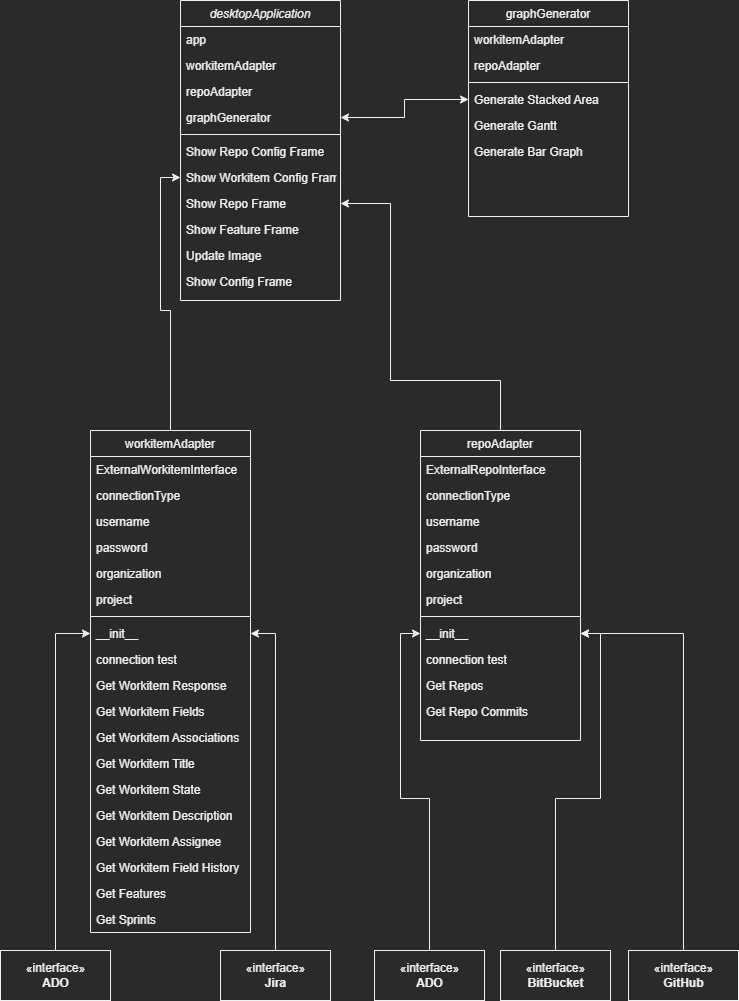 desktopApplication
app
workitemAdapter
repoAdapter
graphGenerator
Show Repo Config Frame
Show Workitem Config Fram
Show Repo Frame
Show Feature Frame
Update Image
Show Config Frame
graphGenerator
workitemAdapter
repoAdapter
Generate Stacked Area
Generate Gantt
Generate Bar Graph
workitemAdapter
ExternalWorkitemInterface
connectionType
username
password
organization
project
__init__
connection test
Get Workitem Response
Get Workitem Fields
Get Workitem Associations
Get Workitem Title
Get Workitem State
Get Workitem Description
Get Workitem Assignee
Get Workitem Field History
Get Features
Get Sprints
repoAdapter
ExternalRepoInterface
connectionType
username
password
organization
project
__init__
connection test
Get Repos
Get Repo Commits
«interface»
ADO
«interface»
Jira
«interface»
ADO
«interface»
BitBucket
«interface»
GitHub